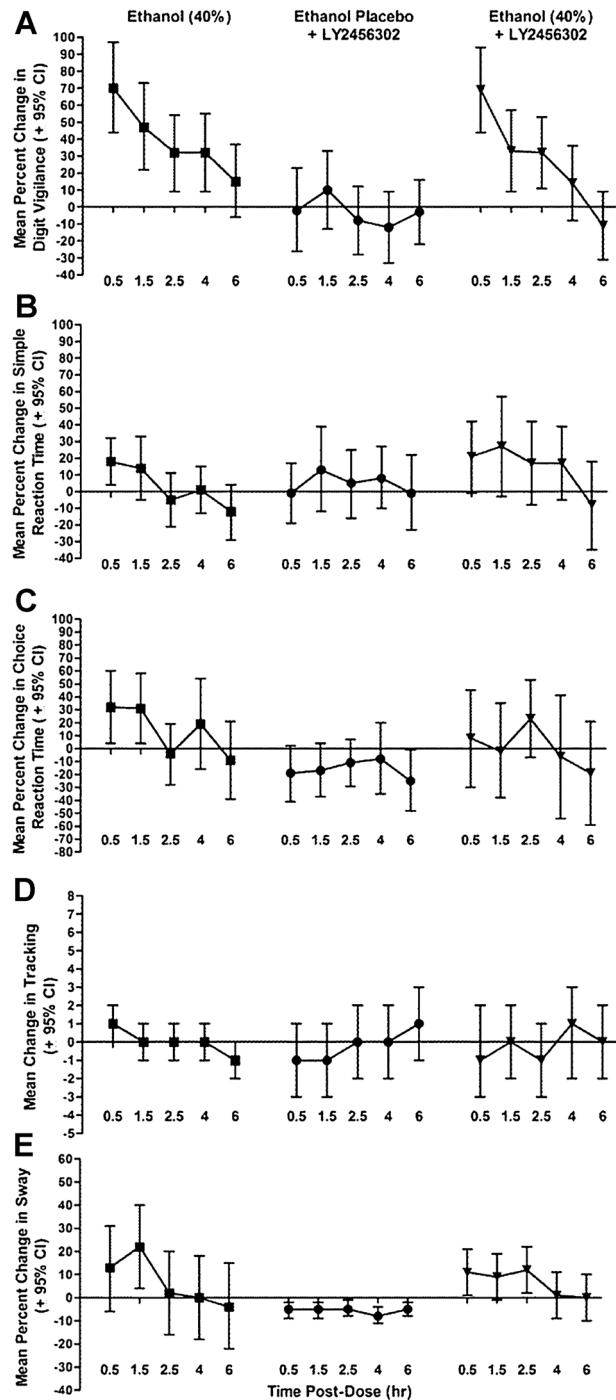 A
Ethanol (40%)
Ethanol Placebo
+ LY2456302
Ethanol (40%)
+ LY2456302
Mean Percent Change in
Digit Vigilance (+ 95% CI)
100
90
80
70
60
50
40
30
20
10
0
-10
-20
-30
-40
0.5 1.5 2.5 4 6 0.5 1.5 2.5 4 6 0.5 1.5 2.5 4 6
B
Mean Percent Change in Simple
Reaction Time (± 95% CI)
100
90
80
70
60
50
40
30
20
10
0
-10
-20
-30
-40
0.5 1.5 2.5 4 6 0.5 1.5 2.5 4 6 0.5 1.5 2.5 4 6
C
Mean Percent Change in Choice
Reaction Time (± 95% CI)
100
90
80
70
60
50
40
30
20
10
0
-10
-20
-30
-40
-50
-60
-70
-80
0.5 1.5 2.5 4 6 0.5 1.5 2.5 4 6 0.5 1.5 2.5 4 6
D
Mean Change in Tracking
(+ 95% CI)
8
7
6
5
4
3
2
1
0
-1
-2
-3
-4
-5
0.5 1.5 2.5 4 6 0.5 1.5 2.5 4 6 0.5 1.5 2.5 4 6
E
Mean Percent Change in Sway
(+ 95% CI)
60
50
40
30
20
10
0
-10
-20
-30
-40
0.5 1.5 2.5 4 6 0.5 1.5 2.5 4 6 0.5 1.5 2.5 4 6
Time Post-Dose (hr)